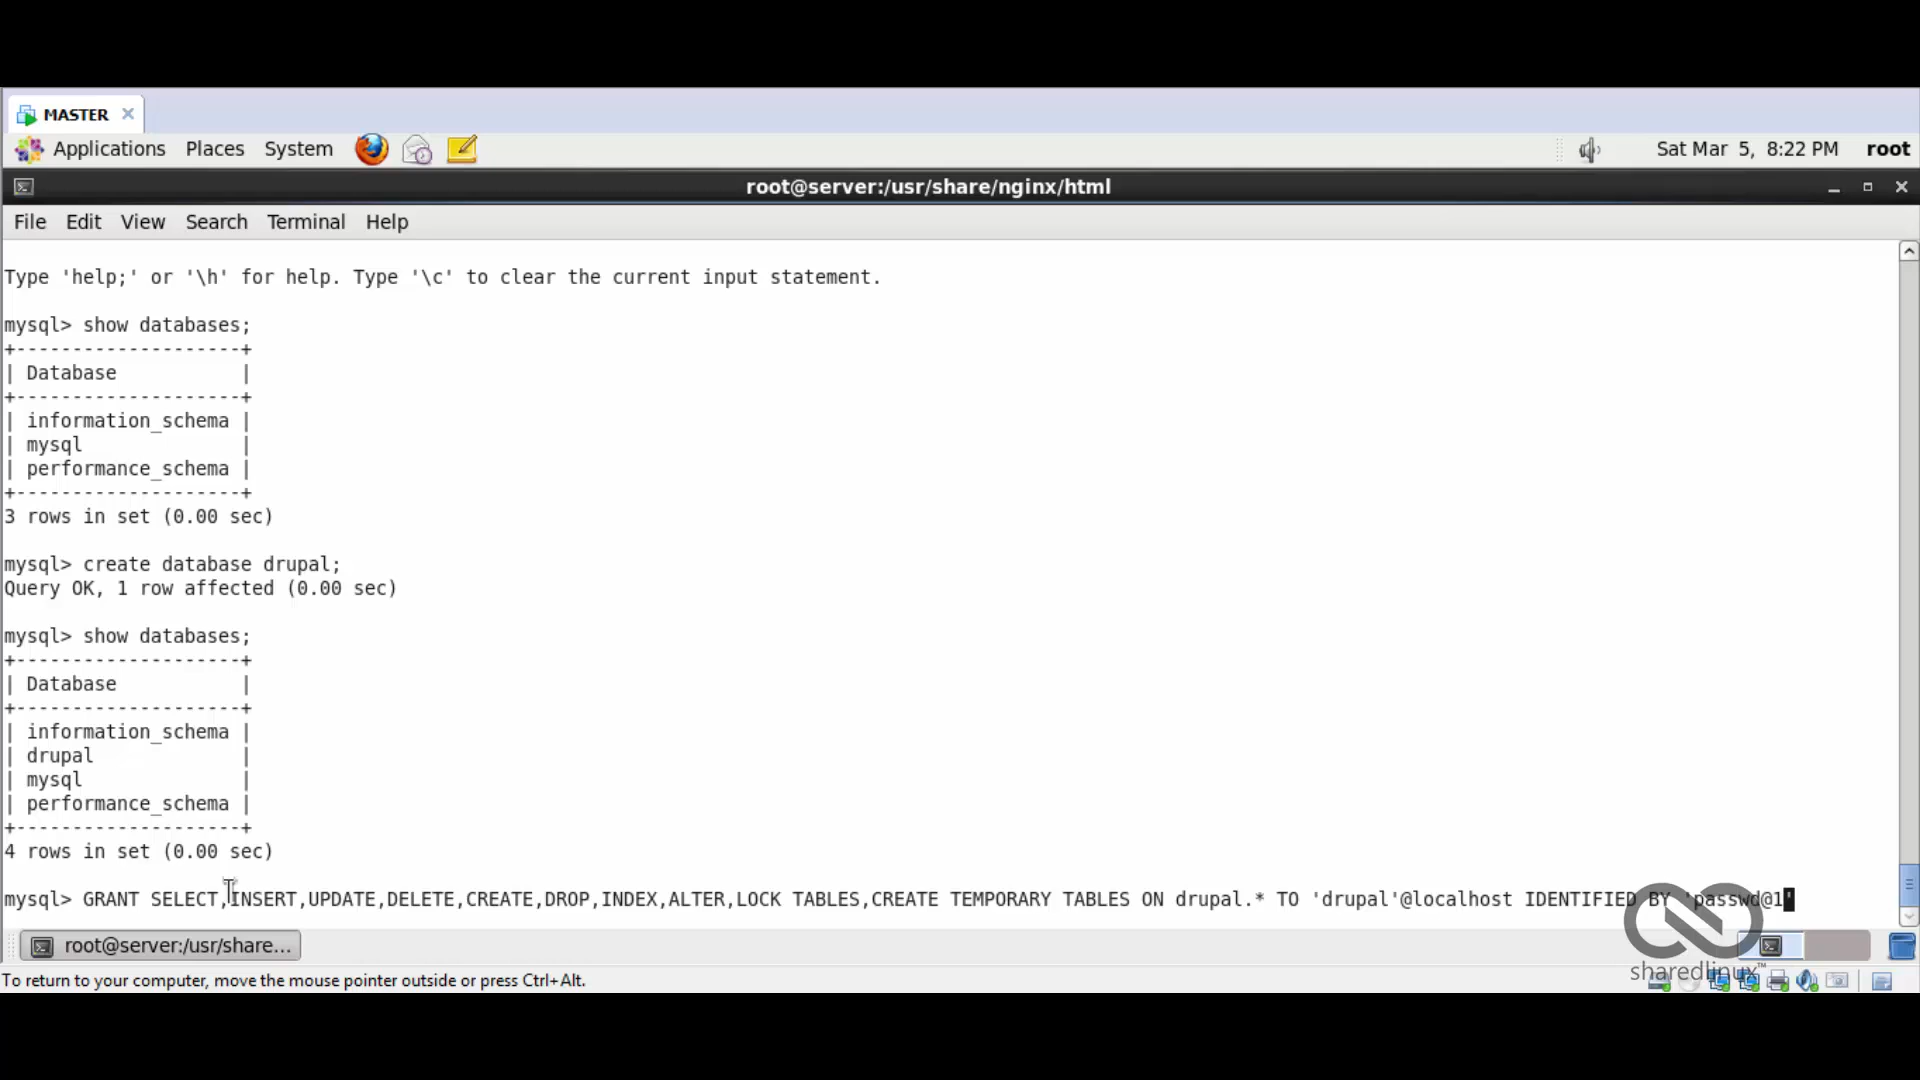 MASTER
Applications Places System Sat Mar 5, 8:22 PM root
root@server:/usr/share/nginx/html
File Edit View Search Terminal Help
Type 'help;' or '\h' for help. Type '\c' to clear the current input statement.
mysql> show databases;
+--------------------+
| Database           |
+--------------------+
| information_schema |
| mysql              |
| performance_schema |
+--------------------+
3 rows in set (0.00 sec)
mysql> create database drupal;
Query OK, 1 row affected (0.00 sec)
mysql> show databases;
+--------------------+
| Database           |
+--------------------+
| information_schema |
| drupal             |
| mysql              |
| performance_schema |
+--------------------+
4 rows in set (0.00 sec)
mysql> GRANT SELECT,INSERT,UPDATE,DELETE,CREATE,DROP,INDEX,ALTER,LOCK TABLES,CREATE TEMPORARY TABLES ON drupal.* TO 'drupal'@localhost IDENTIFIED BY 'passwd@1'
root@server:/usr/share...
sharedlinux™
To return to your computer, move the mouse pointer outside or press Ctrl+Alt.